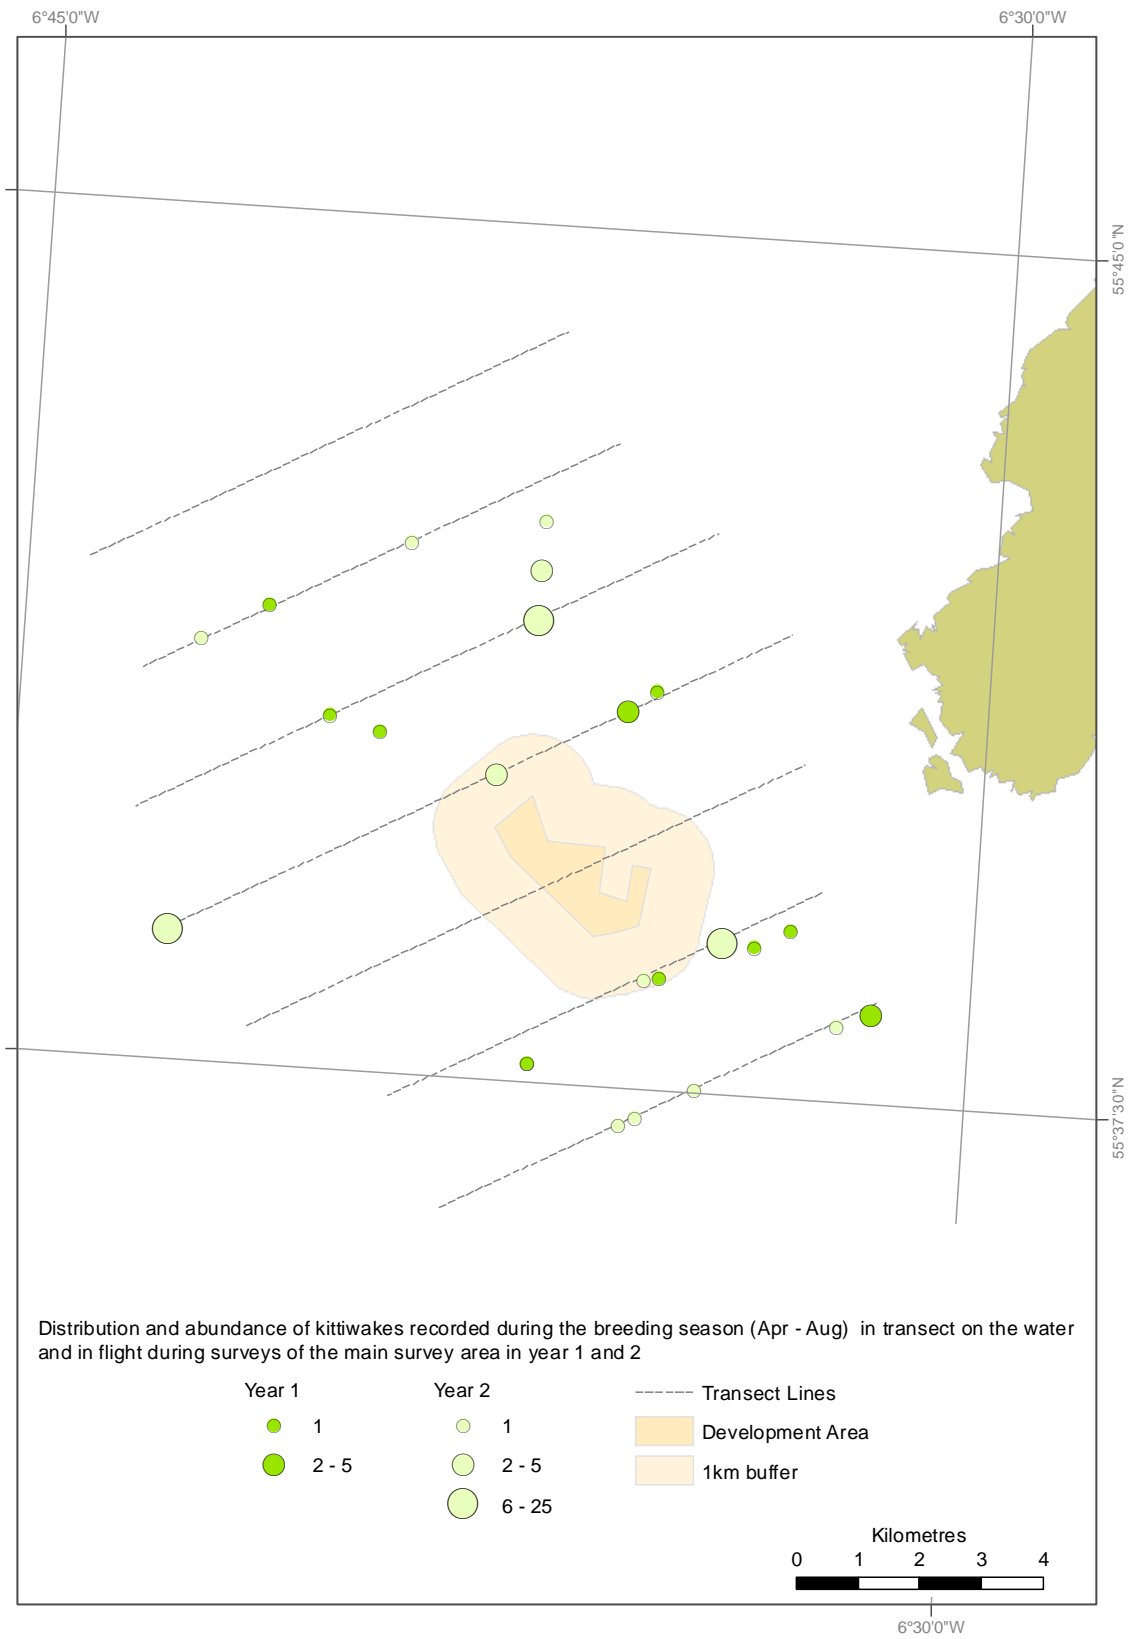 6°45'0"W
6°30'0"W
55°45'0"N
55°37'30"N
Distribution and abundance of kittiwakes recorded during the breeding season (Apr - Aug) in transect on the water
and in flight during surveys of the main survey area in year 1 and 2
Year 1
1
2 - 5
Year 2
1
2 - 5
6 - 25
Transect Lines
Development Area
1km buffer
Kilometres
0 1 2 3 4
6°30'0"W